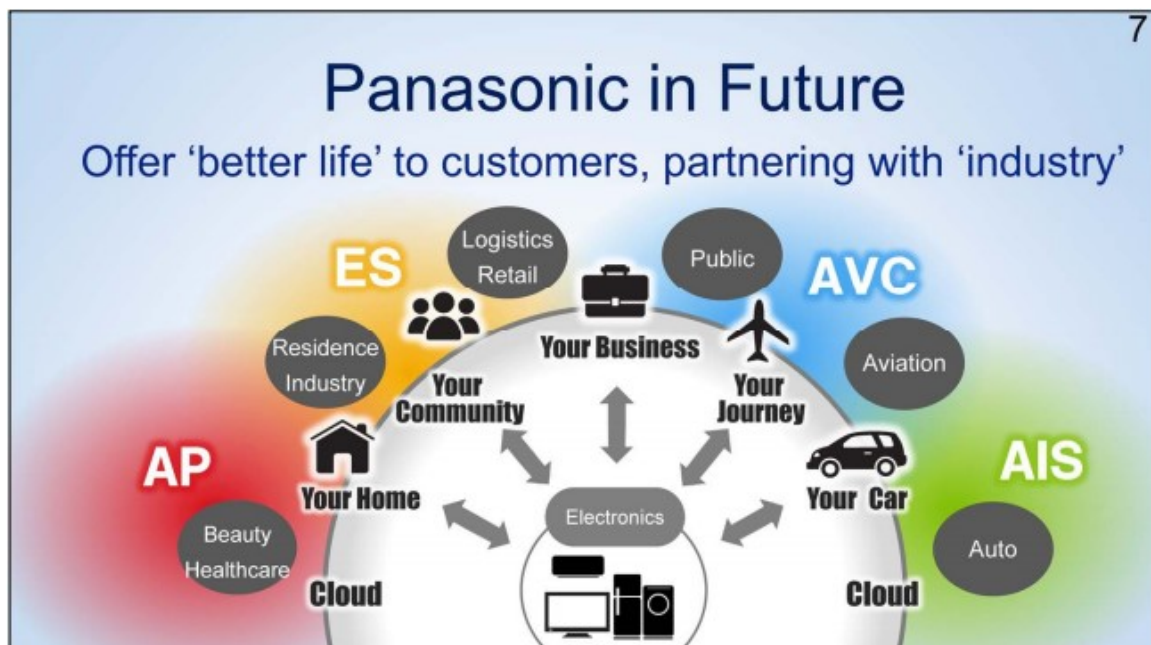 7
Panasonic in Future
Offer ‘better life’ to customers, partnering with ‘industry’
ES
Logistics
Retail
Public
AVC
Residence
Industry
Your Business
Aviation
Your
Community
Your
Journey
AP
Your Home
Your Car
AIS
Electronics
Beauty
Healthcare
Auto
Cloud
Cloud